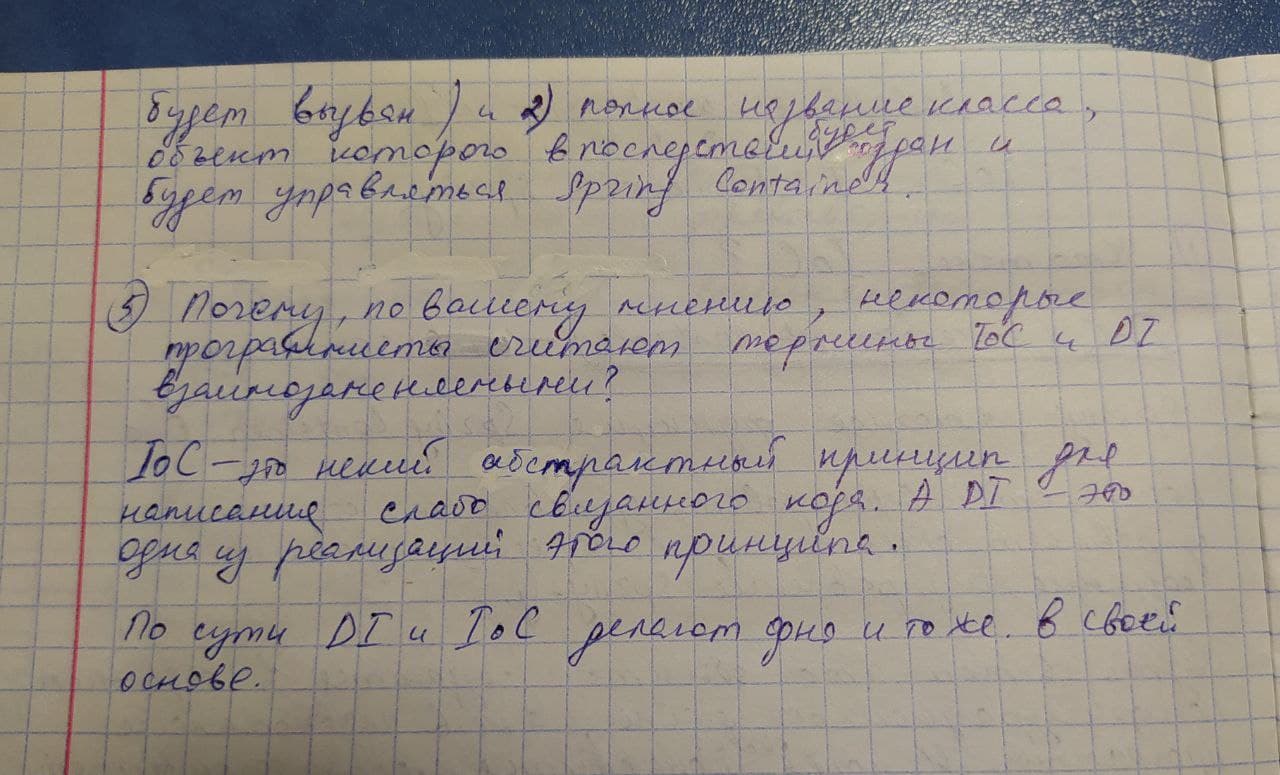 будет вызван) и 2) полное название класса,
объект которого впоследствии будет создан и
будет управляться Spring Container.
5) Почему, по вашему мнению, некоторые
программисты считают термины IoC и DI
взаимозаменяемыми?
IoC – это некий абстрактный принцип для
написания слабо связанного кода. А DI – это
одна из реализаций этого принципа.
По сути DI и IoC делают одно и то же. в своей
основе.